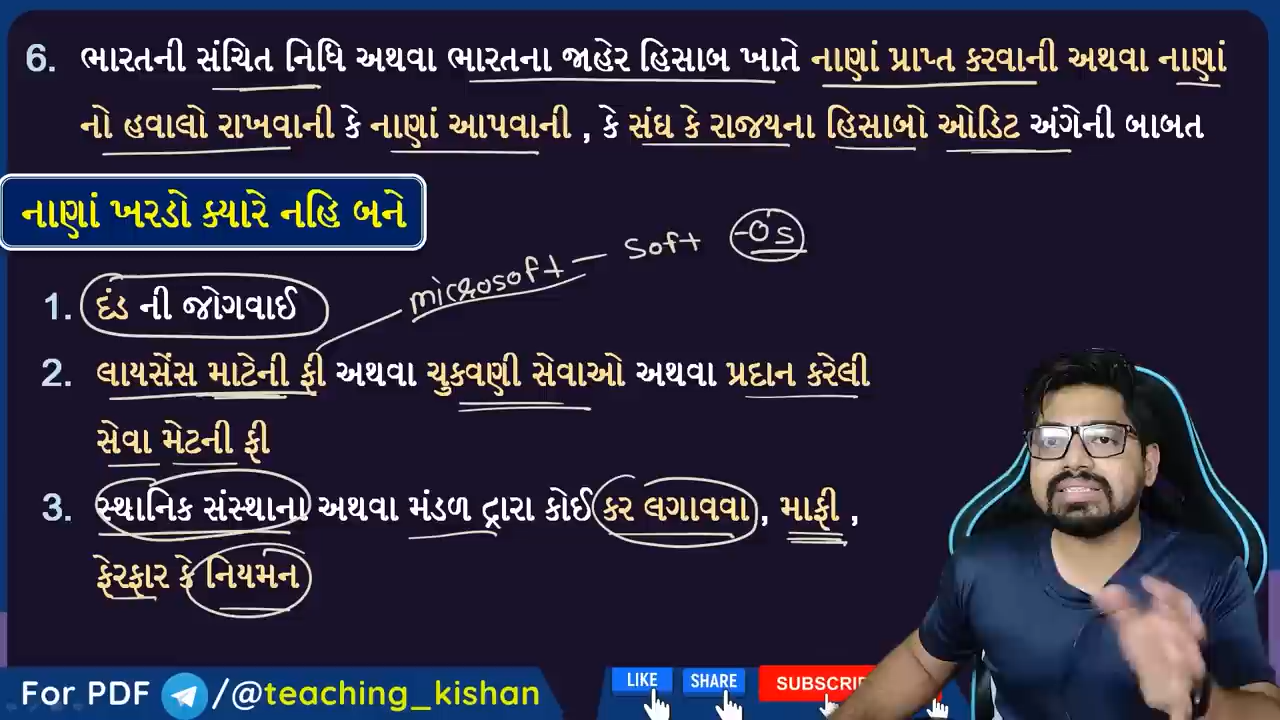 6. ભારતની સંચિત નિધિ અથવા ભારતના જાહેર હિસાબ ખાતે નાણાં પ્રાપ્ત કરવાની અથવા નાણાં
નો હવાલો રાખવાની કે નાણાં આપવાની , કે સંઘ કે રાજયના હિસાબો ઓડિટ અંગેની બાબત
નાણાં ખરડો ક્યારે નહિ બને
microsoft – Soft -O's
1. દંડ ની જોગવાઈ
2. લાયસેંસ માટેની ફી અથવા ચુકવણી સેવાઓ અથવા પ્રદાન કરેલી
સેવા મેટની ફી
3. સ્થાનિક સંસ્થાના અથવા મંડળ દ્રારા કોઈ કર લગાવવા , માફી ,
ફેરફાર કે નિયમન
For PDF /@teaching_kishan
LIKE SHARE SUBSCRI